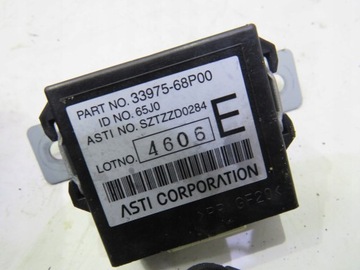 PART NO. 33975-68P00
ID NO. 65J0
ASTI NO. SZTZZD0284
E
LOTNO. 4606
ASTI CORPORATION